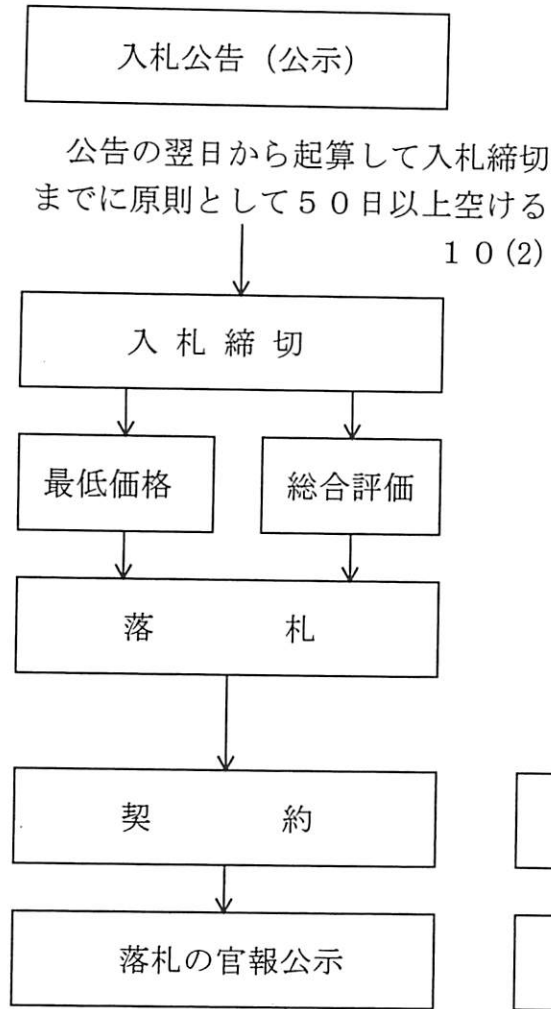 入札公告(公示)
公告の翌日から起算して入札締切
までに原則として50日以上空ける
10(2)
入札締切
最低価格
総合評価
落札
契約
落札の官報公示